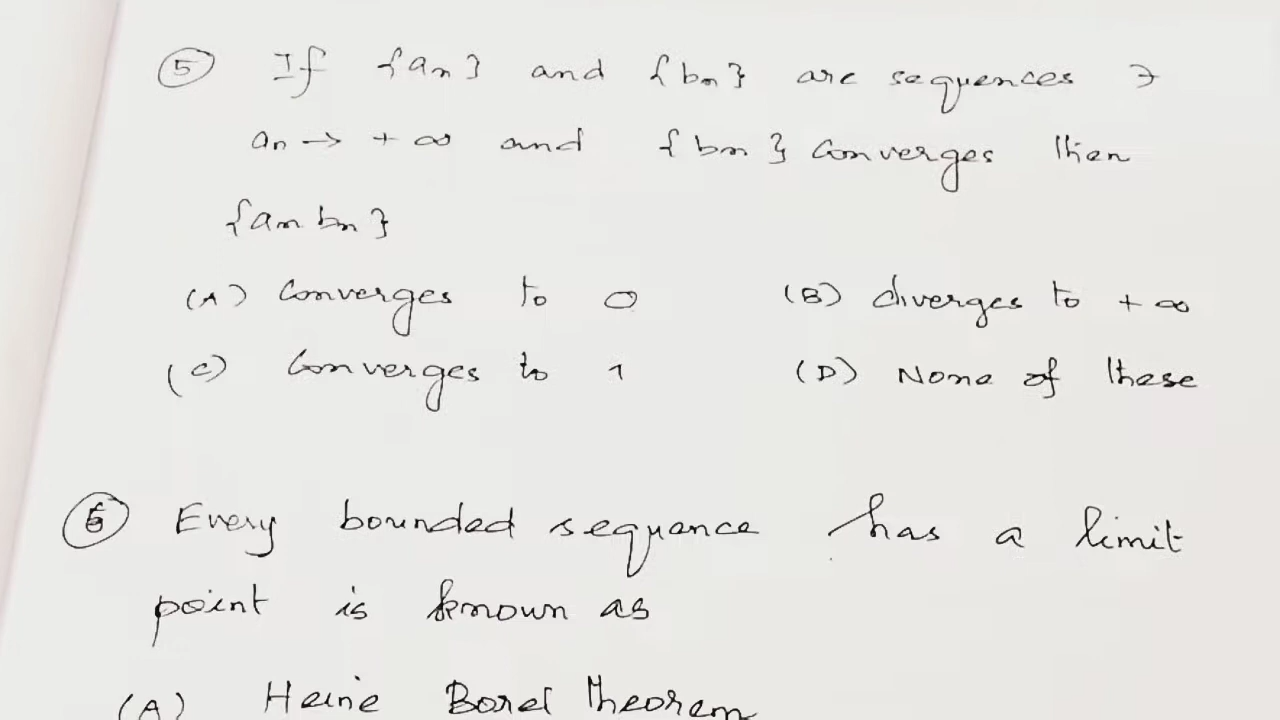 5 If {an} and {bn} are sequences ∋
an → + ∞ and {bn} converges then
{an bn}
(A) Converges to 0 (B) diverges to + ∞
(C) Converges to 1 (D) None of these
6 Every bounded sequence has a limit
point is known as
(A) Heine Borel theorem